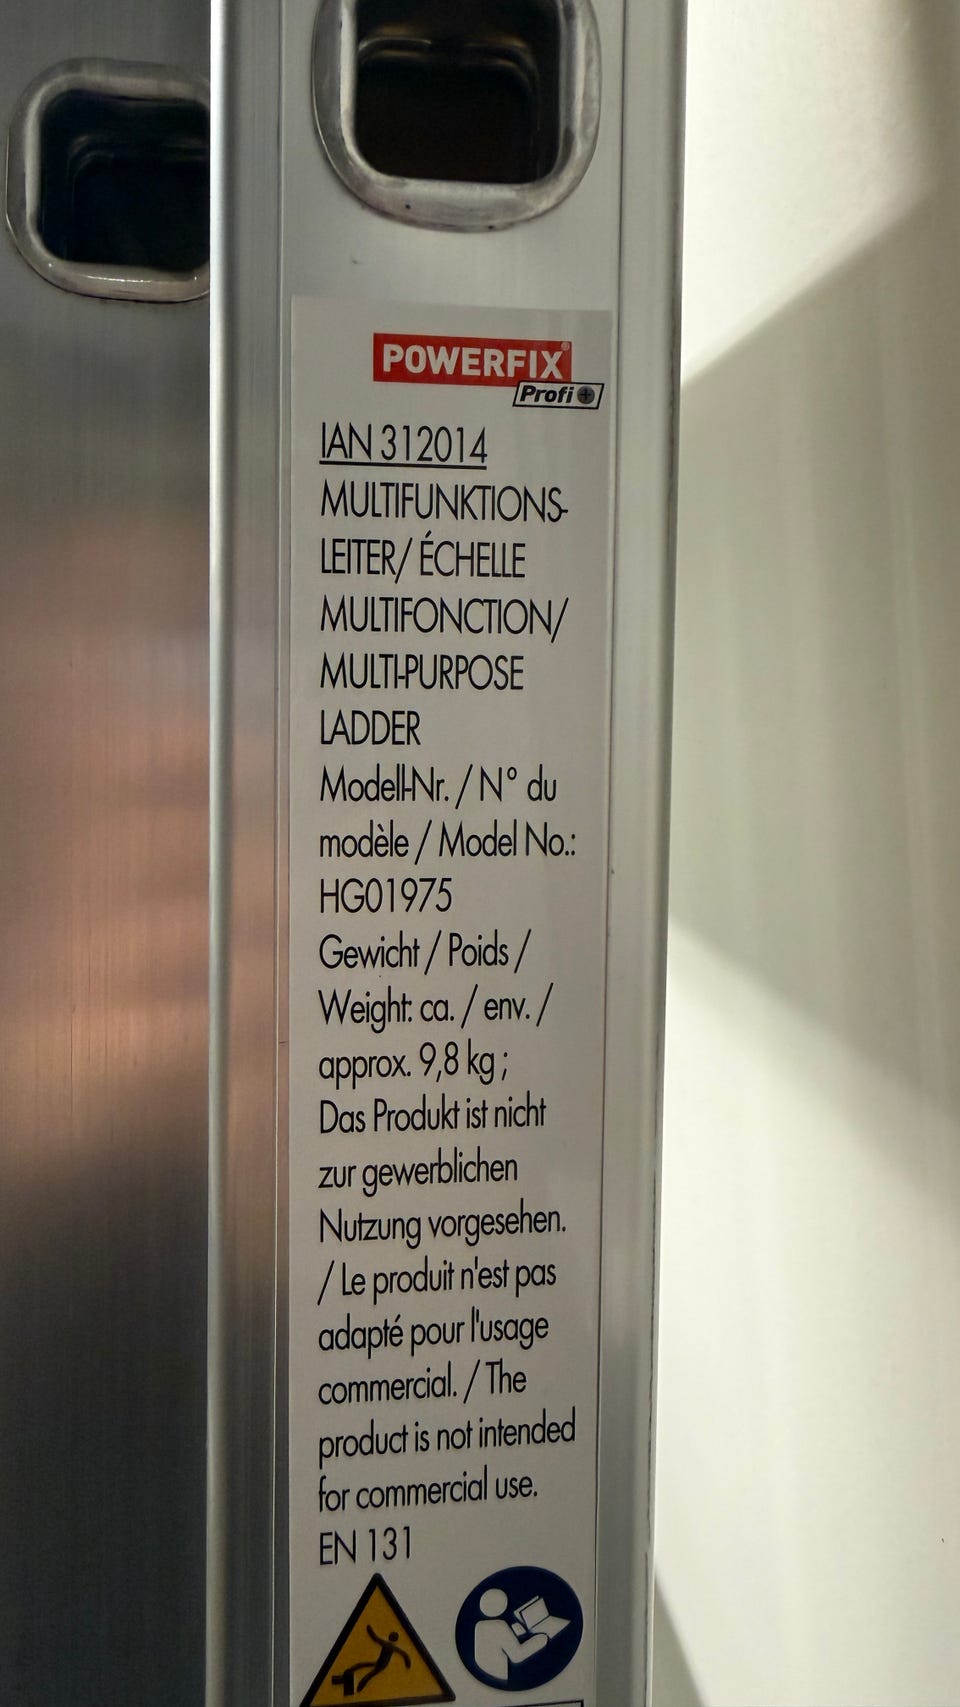 POWERFIX®
Profi+
IAN 312014
MULTIFUNKTIONS-
LEITER/ ÉCHELLE
MULTIFONCTION/
MULTI-PURPOSE
LADDER
Modell-Nr. / N° du
modèle / Model No.:
HG01975
Gewicht / Poids /
Weight: ca. / env. /
approx. 9,8 kg ;
Das Produkt ist nicht
zur gewerblichen
Nutzung vorgesehen.
/ Le produit n'est pas
adapté pour l'usage
commercial. / The
product is not intended
for commercial use.
EN 131